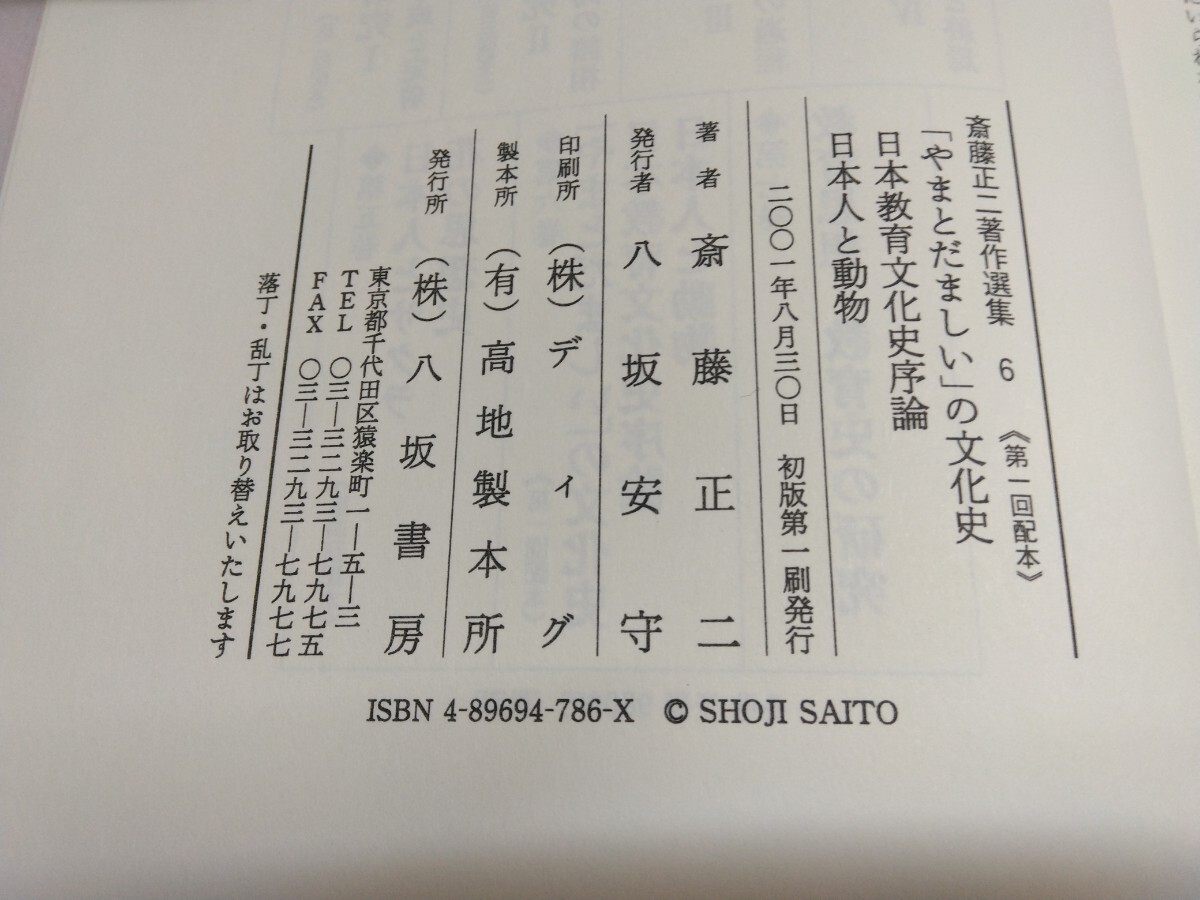 斎藤正二著作選集 6 《第一回配本》
「やまとだましい」の文化史
日本教育文化史序論
日本人と動物
二〇〇一年八月三〇日 初版第一刷発行
著者 斎藤正二
発行者 八坂安守
印刷所 (株)ディグ
製本所 (有)高地製本所
発行所 (株)八坂書房
東京都千代田区猿楽町一―五―三
TEL 〇三―三二九三―七九七五
FAX 〇三―三二九三―七九七七
落丁・乱丁はお取り替えいたします
ISBN 4-89694-786-X © SHOJI SAITO